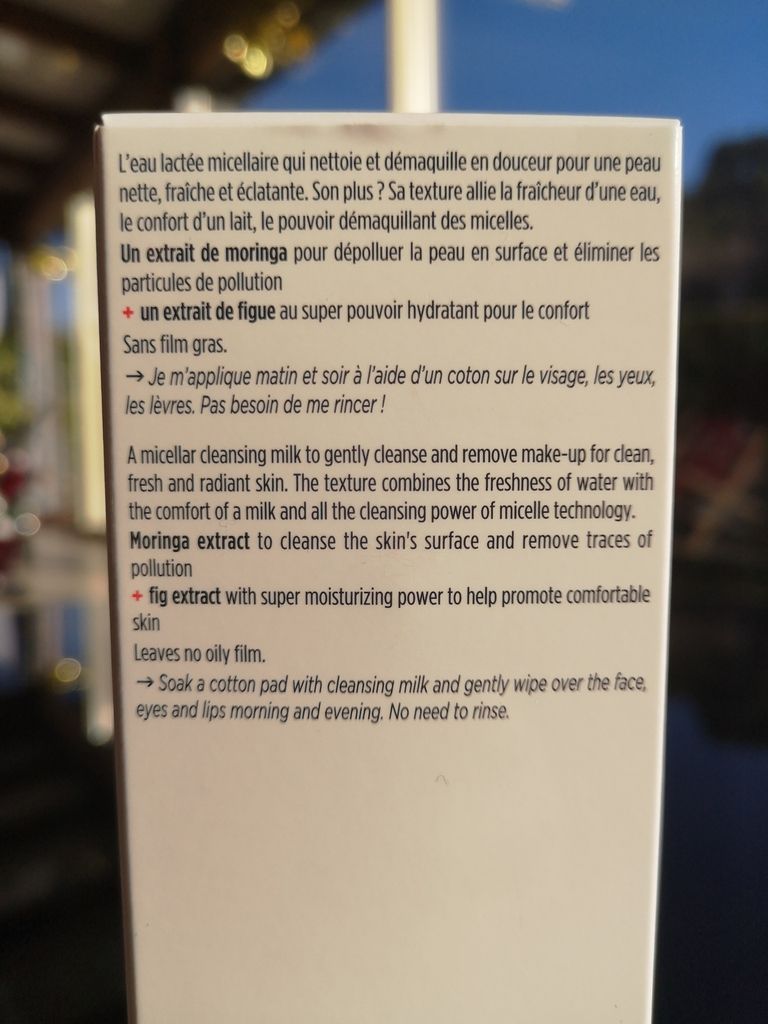 L'eau lactée micellaire qui nettoie et démaquille en douceur pour une peau
nette, fraîche et éclatante. Son plus ? Sa texture allie la fraîcheur d'une eau,
le confort d'un lait, le pouvoir démaquillant des micelles.
Un extrait de moringa pour dépolluer la peau en surface et éliminer les
particules de pollution
+ un extrait de figue au super pouvoir hydratant pour le confort
Sans film gras.
→ Je m'applique matin et soir à l'aide d'un coton sur le visage, les yeux,
les lèvres. Pas besoin de me rincer !
A micellar cleansing milk to gently cleanse and remove make-up for clean,
fresh and radiant skin. The texture combines the freshness of water with
the comfort of a milk and all the cleansing power of micelle technology.
Moringa extract to cleanse the skin's surface and remove traces of
pollution
+ fig extract with super moisturizing power to help promote comfortable
skin
Leaves no oily film.
→ Soak a cotton pad with cleansing milk and gently wipe over the face,
eyes and lips morning and evening. No need to rinse.